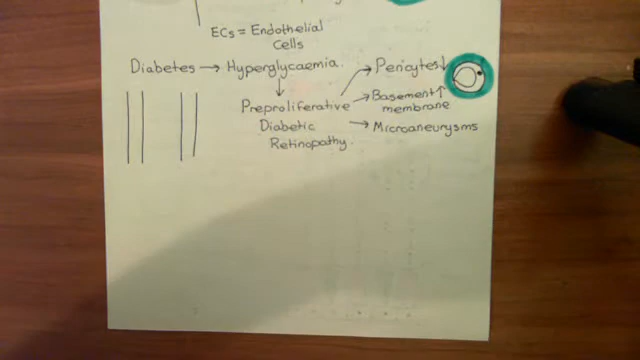 ECs = Endothelial
Cells
Diabetes → Hyperglycaemia.
→ Pericytes↓
Preproliferative
→ Basement↑
membrane
Diabetic
→ Microaneurysms
Retinopathy.